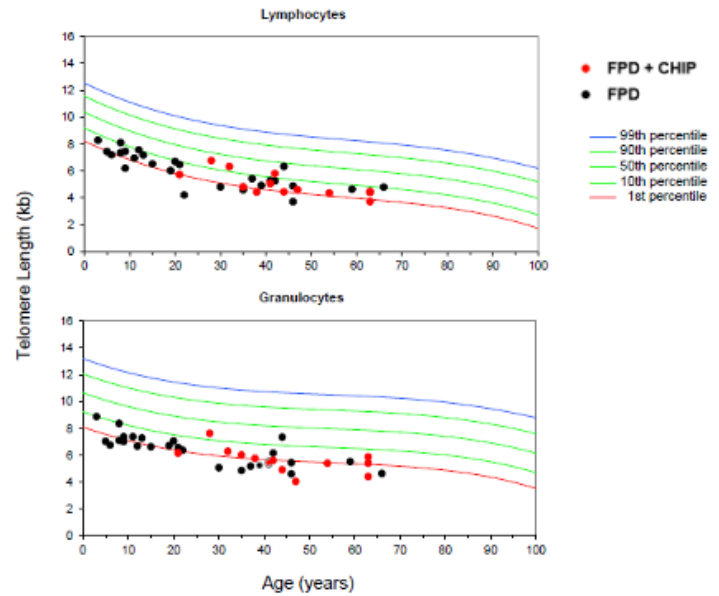 Lymphocytes
16
14
12
10
8
6
4
2
0
0 10 20 30 40 50 60 70 80 90 100
FPD + CHIP
FPD
99th percentile
90th percentile
50th percentile
10th percentile
1st percentile
Telomere Length (kb)
Granulocytes
16
14
12
10
8
6
4
2
0
0 10 20 30 40 50 60 70 80 90 100
Age (years)